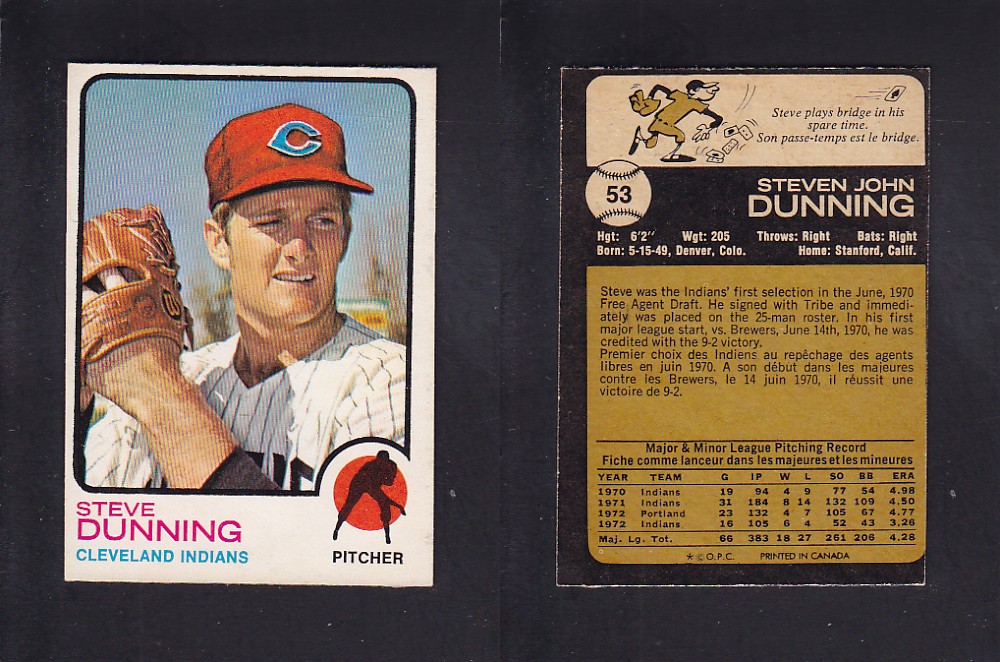 C
STEVE
DUNNING
CLEVELAND INDIANS
PITCHER
Steve plays bridge in his
spare time.
Son passe-temps est le bridge.
53
STEVEN JOHN
DUNNING
Hgt: 6'2" Wgt: 205 Throws: Right Bats: Right
Born: 5-15-49, Denver, Colo. Home: Stanford, Calif.
Steve was the Indians' first selection in the June, 1970
Free Agent Draft. He signed with Tribe and immedi-
ately was placed on the 25-man roster. In his first
major league start, vs. Brewers, June 14th, 1970, he was
credited with the 9-2 victory.
Premier choix des Indiens au repêchage des agents
libres en juin 1970. A son début dans les majeures
contre les Brewers, le 14 juin 1970, il réussit une
victoire de 9-2.
Major & Minor League Pitching Record
Fiche comme lanceur dans les majeures et les mineures
YEAR TEAM G IP W L SO BB ERA
1970 Indians 19 94 4 9 77 54 4.98
1971 Indians 31 184 8 14 132 109 4.50
1972 Portland 23 132 4 7 105 67 4.77
1972 Indians 16 105 6 4 52 43 3.26
Maj. Lg. Tot. 66 383 18 27 261 206 4.28
* © O.P.C. PRINTED IN CANADA